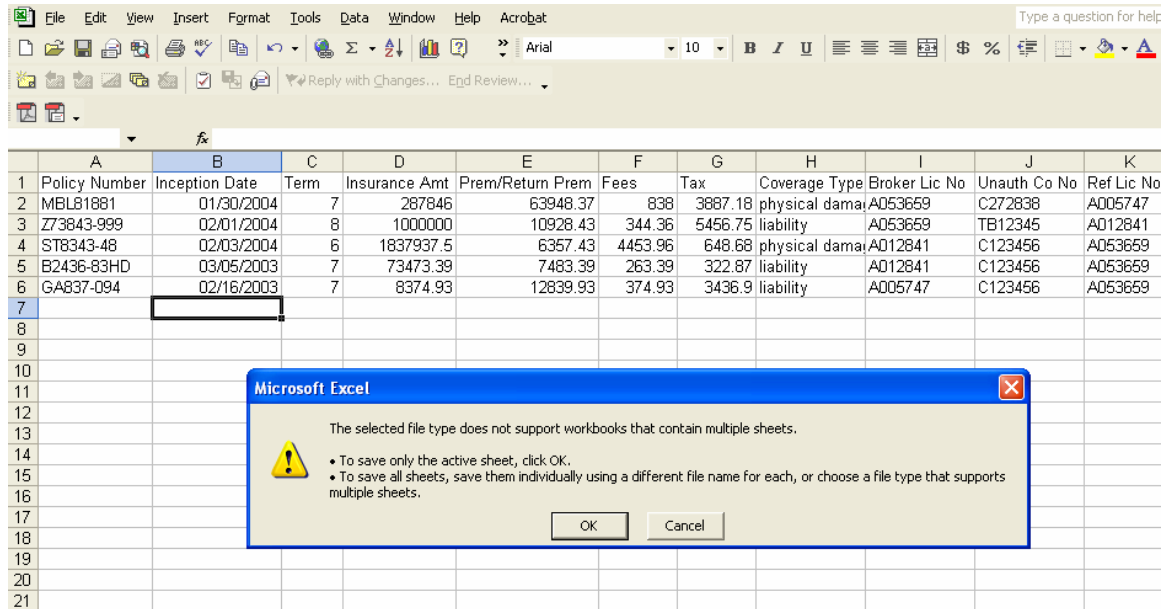 File Edit View Insert Format Tools Data Window Help Acrobat Type a question for help
Arial 10 B I U $ % A
Reply with Changes... End Review...
fx
A B C D E F G H I J K
1 Policy Number Inception Date Term Insurance Amt Prem/Return Prem Fees Tax Coverage Type Broker Lic No Unauth Co No Ref Lic No
2 MBL81881 01/30/2004 7 287846 63948.37 838 3887.18 physical dama A053659 C272838 A005747
3 Z73843-999 02/01/2004 8 1000000 10928.43 344.36 5456.75 liability A053659 TB12345 A012841
4 ST8343-48 02/03/2004 6 1837937.5 6357.43 4453.96 648.68 physical dama A012841 C123456 A053659
5 B2436-83HD 03/05/2003 7 73473.39 7483.39 263.39 322.87 liability A012841 C123456 A053659
6 GA837-094 02/16/2003 7 8374.93 12839.93 374.93 3436.9 liability A005747 C123456 A053659
7
8
9
10
11
12
13
14
15
16
17
18
19
20
21
Microsoft Excel
The selected file type does not support workbooks that contain multiple sheets.
• To save only the active sheet, click OK.
• To save all sheets, save them individually using a different file name for each, or choose a file type that supports
multiple sheets.
OK Cancel